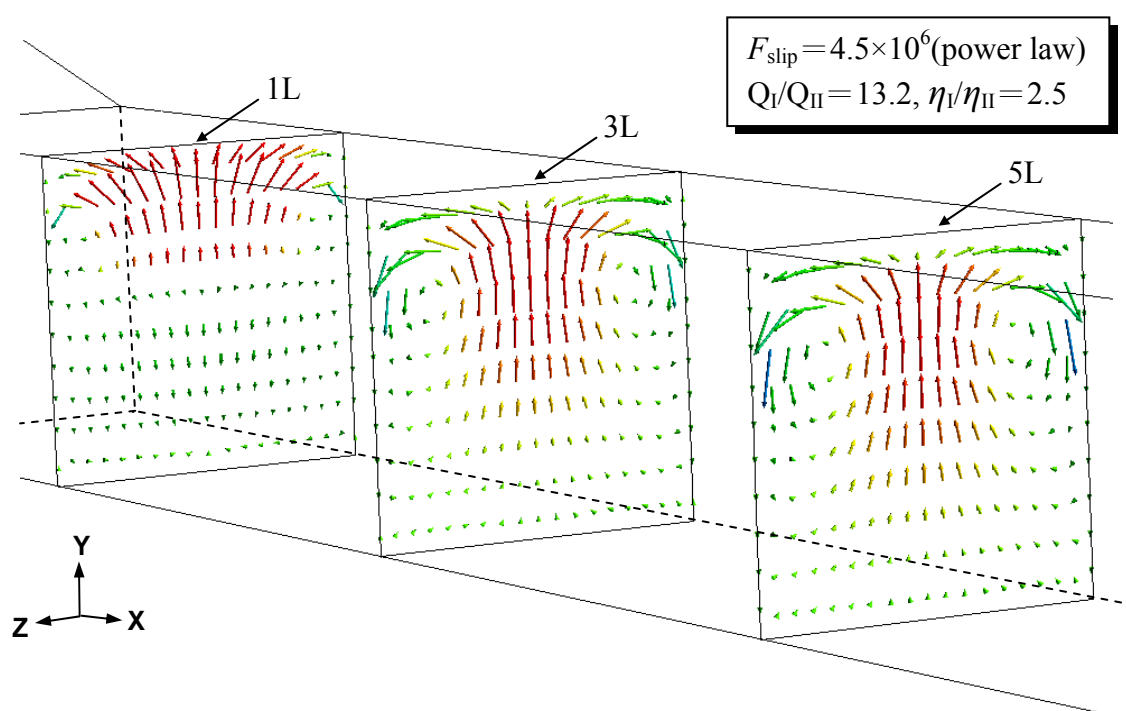 F_slip＝4.5×10^6(power law)
Q_I/Q_II＝13.2, η_I/η_II＝2.5
1L
3L
5L
Y
Z
X